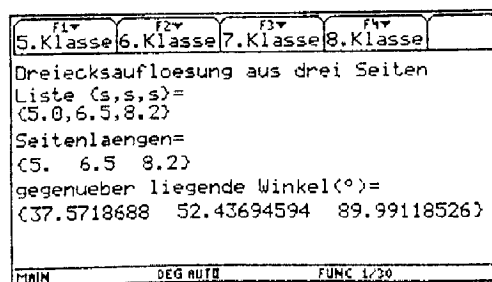 F1▾ F2▾ F3▾ F4▾
5.Klasse 6.Klasse 7.Klasse 8.Klasse
Dreiecksaufloesung aus drei Seiten
Liste {s,s,s}=
{5.0,6.5,8.2}
Seitenlaengen=
{5. 6.5 8.2}
gegenueber liegende Winkel(°)=
{37.5718688 52.43694594 89.99118526}
MAIN DEG AUTO FUNC 1/30